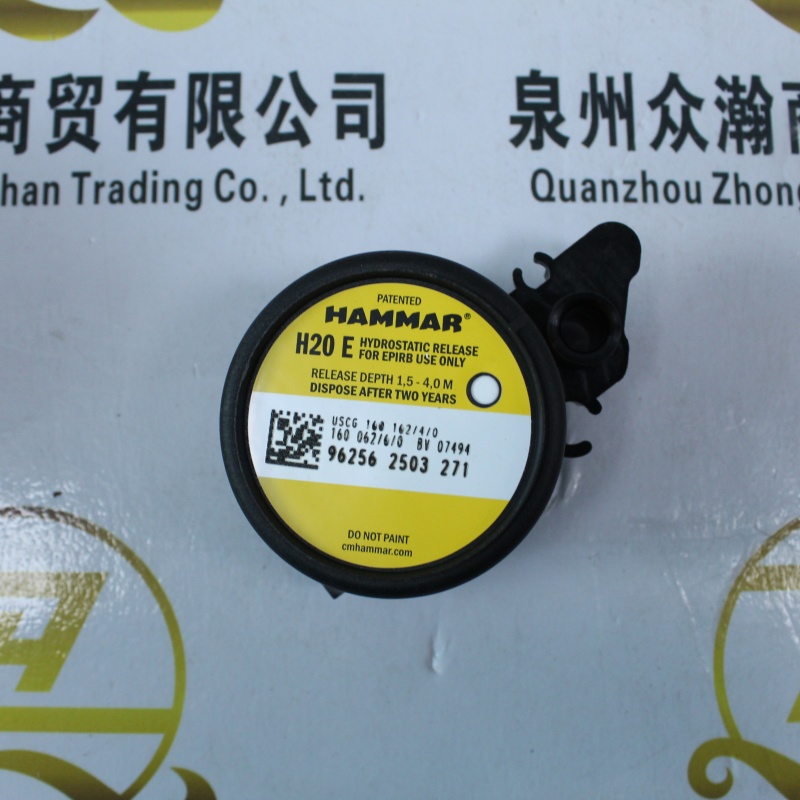 商贸有限公司
泉州众瀚商
han Trading Co. , Ltd.
Quanzhou Zhong
PATENTED
HAMMAR®
H20 E HYDROSTATIC RELEASE
FOR EPIRB USE ONLY
RELEASE DEPTH 1,5 - 4,0 M
DISPOSE AFTER TWO YEARS
USCG 160 162/4/0
160 062/6/0 BV 07494
96256 2503 271
DO NOT PAINT
cmhammar.com